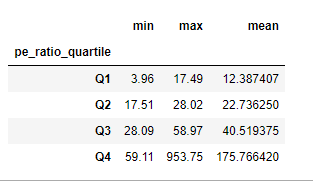 min max mean
pe_ratio_quartile
Q1 3.96 17.49 12.387407
Q2 17.51 28.02 22.736250
Q3 28.09 58.97 40.519375
Q4 59.11 953.75 175.766420